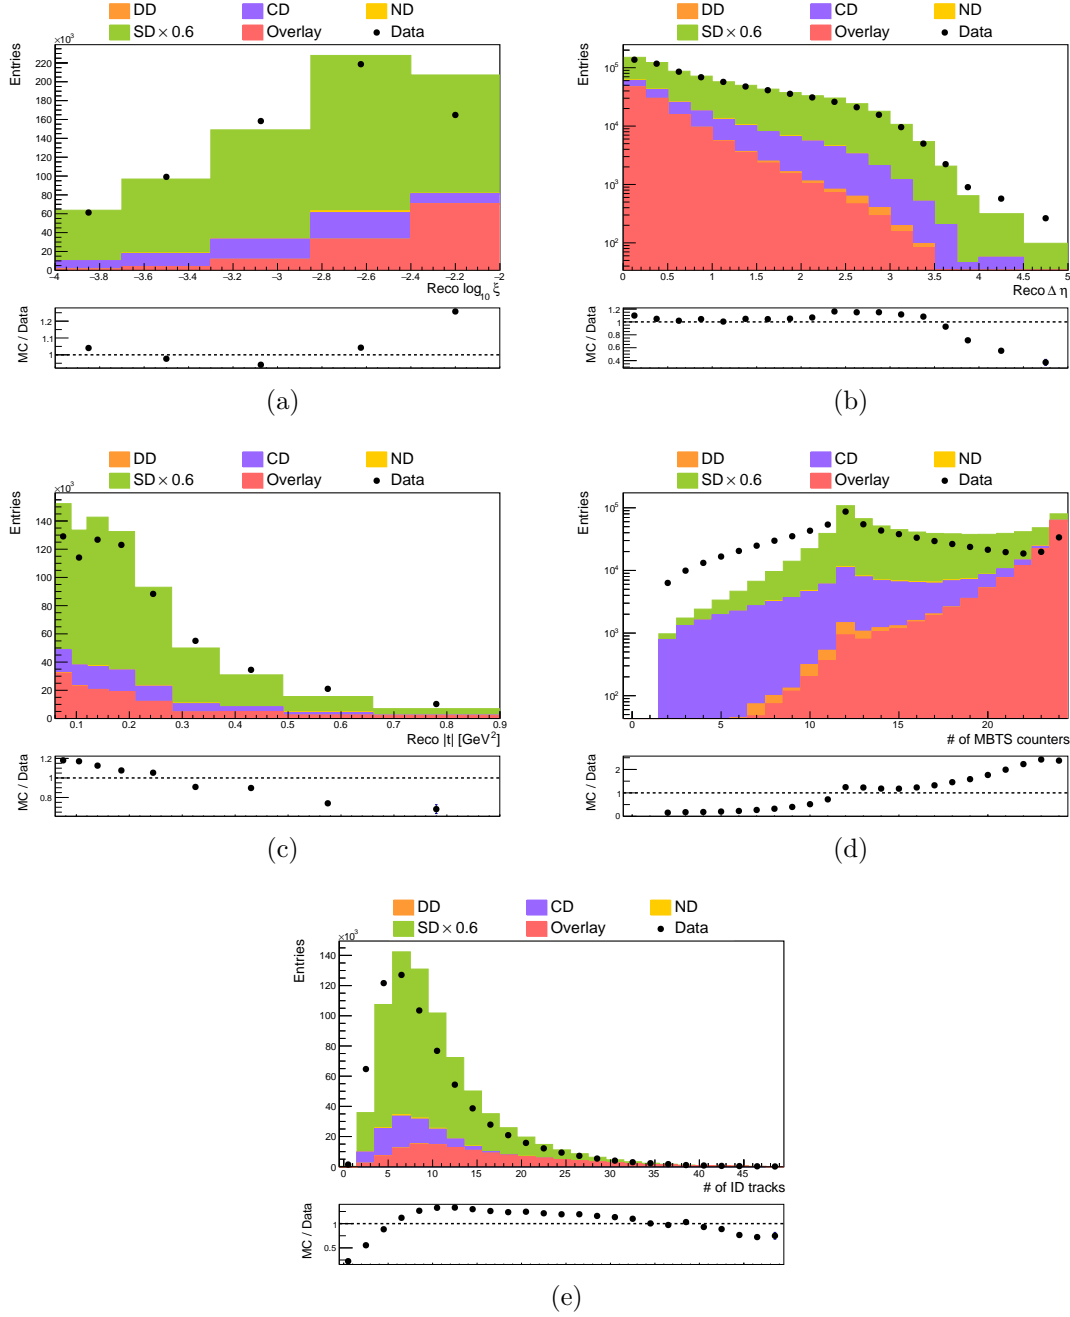 DD CD ND
SD × 0.6 Overlay Data
×10³
Entries
220
200
180
160
140
120
100
80
60
40
20
0
-4 -3.8 -3.6 -3.4 -3.2 -3 -2.8 -2.6 -2.4 -2.2 -2
Reco log₁₀ ξ
MC / Data
1.2
1.1
1
(a)
DD CD ND
SD × 0.6 Overlay Data
Entries
10⁵
10⁴
10³
10²
0 0.5 1 1.5 2 2.5 3 3.5 4 4.5 5
Reco Δ η
MC / Data
1.2
1
0.8
0.6
0.4
(b)
DD CD ND
SD × 0.6 Overlay Data
×10³
Entries
140
120
100
80
60
40
20
0
0.1 0.2 0.3 0.4 0.5 0.6 0.7 0.8 0.9
Reco |t| [GeV²]
MC / Data
1.2
1
0.8
(c)
DD CD ND
SD × 0.6 Overlay Data
Entries
10⁵
10⁴
10³
10²
0 5 10 15 20
# of MBTS counters
MC / Data
2
1
0
(d)
DD CD ND
SD × 0.6 Overlay Data
×10³
Entries
140
120
100
80
60
40
20
0
0 5 10 15 20 25 30 35 40 45
# of ID tracks
MC / Data
1
0.5
(e)